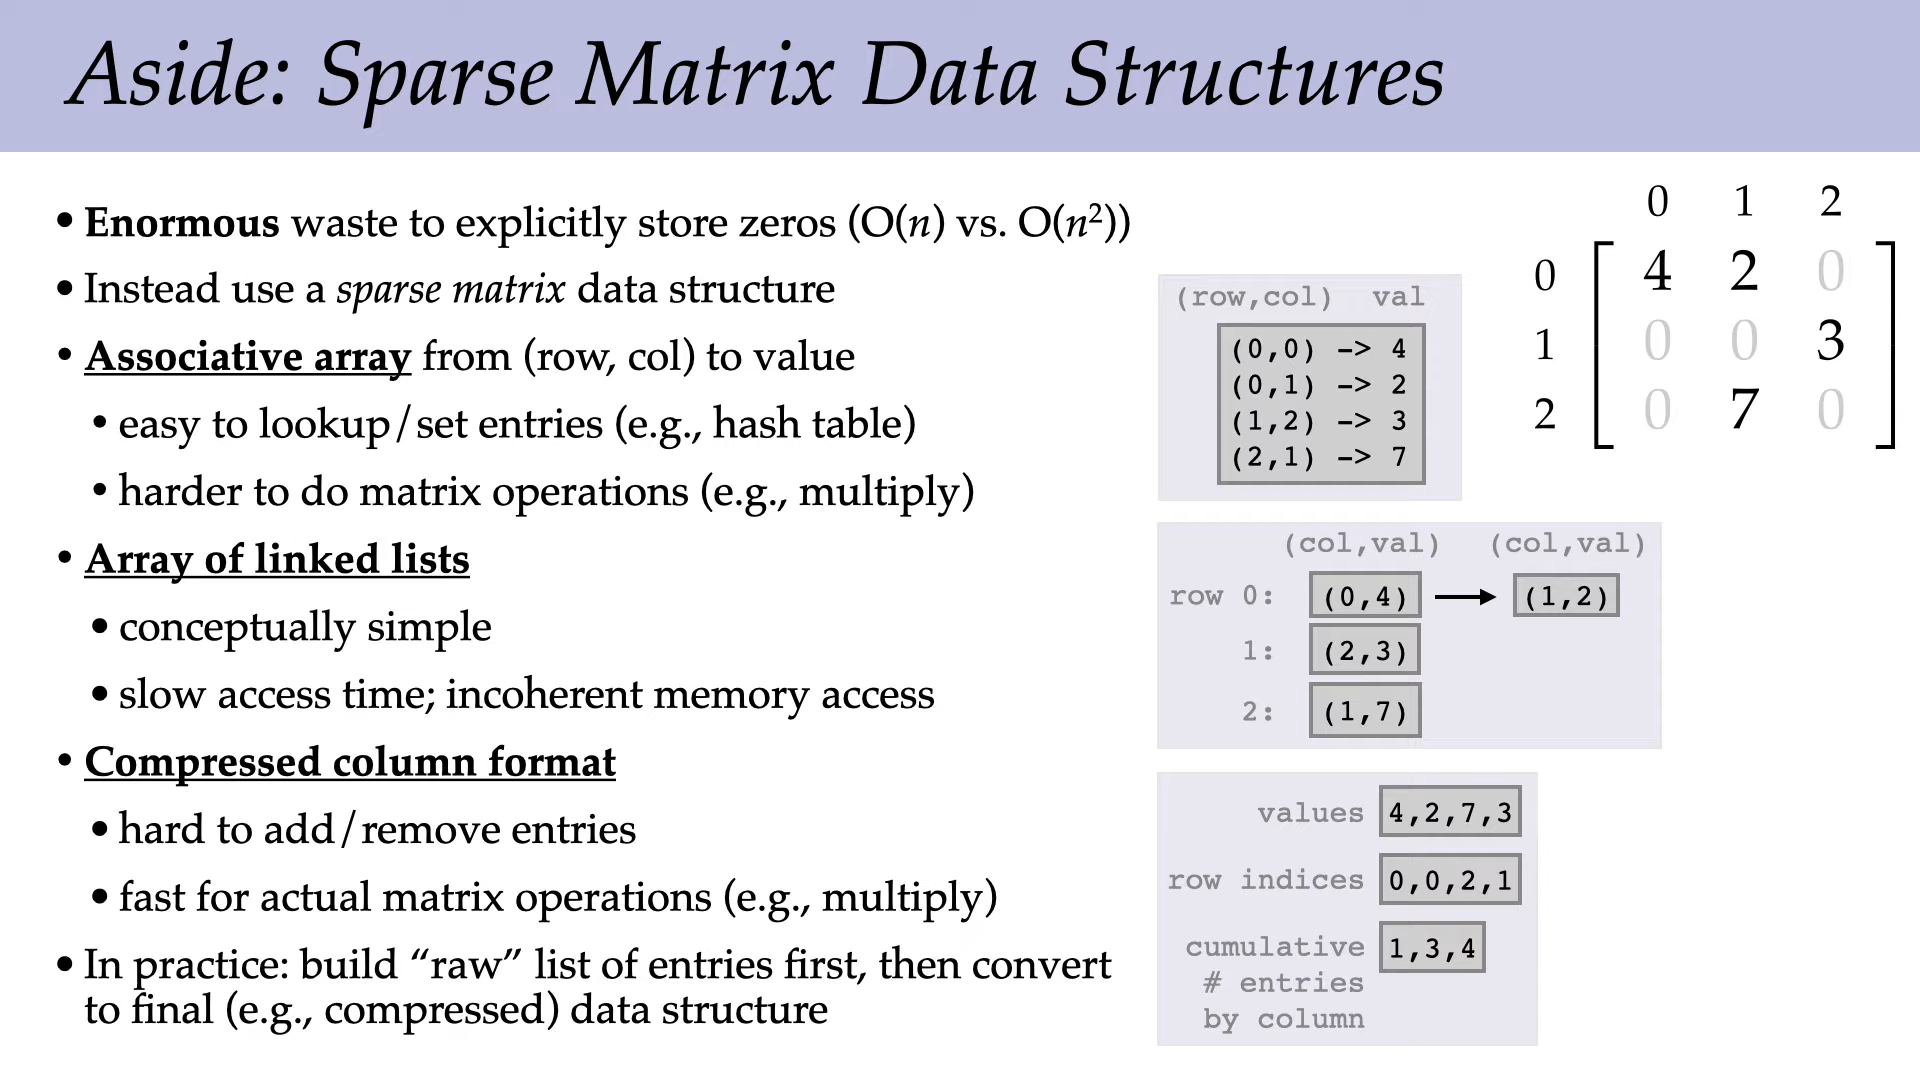 Aside: Sparse Matrix Data Structures
• Enormous waste to explicitly store zeros (O(n) vs. O(n²))
• Instead use a sparse matrix data structure
• Associative array from (row, col) to value
• easy to lookup/set entries (e.g., hash table)
• harder to do matrix operations (e.g., multiply)
• Array of linked lists
• conceptually simple
• slow access time; incoherent memory access
• Compressed column format
• hard to add/remove entries
• fast for actual matrix operations (e.g., multiply)
• In practice: build “raw” list of entries first, then convert
to final (e.g., compressed) data structure
0 1 2
0 4 2 0
1 0 0 3
2 0 7 0
(row,col) val
(0,0) -> 4
(0,1) -> 2
(1,2) -> 3
(2,1) -> 7
(col,val) (col,val)
row 0: (0,4) (1,2)
1: (2,3)
2: (1,7)
values 4,2,7,3
row indices 0,0,2,1
cumulative 1,3,4
# entries
by column